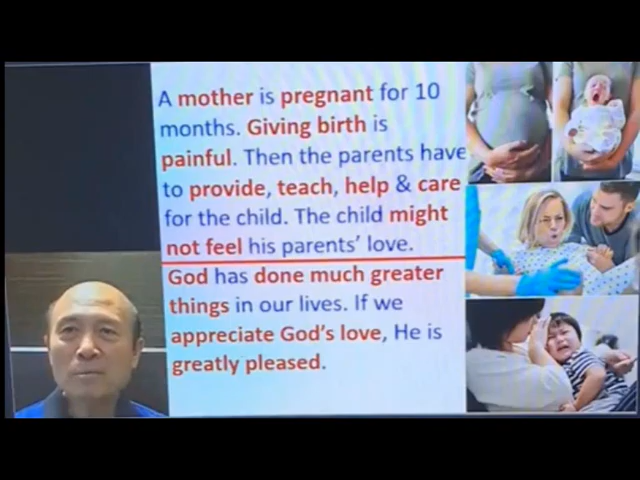 A mother is pregnant for 10
months. Giving birth is
painful. Then the parents have
to provide, teach, help & care
for the child. The child might
not feel his parents' love.
God has done much greater
things in our lives. If we
appreciate God's love, He is
greatly pleased.